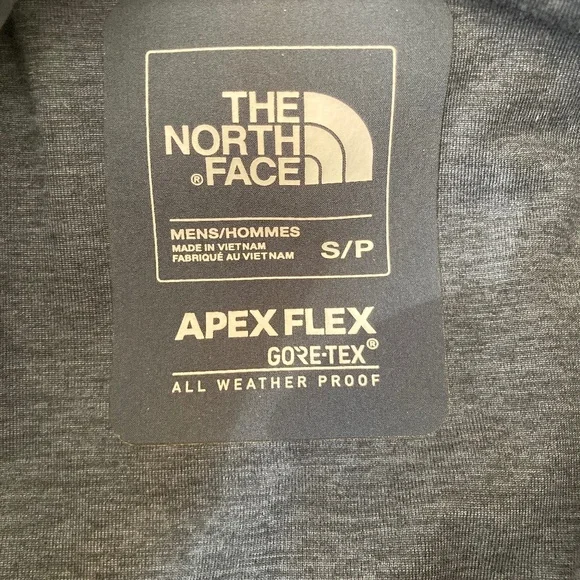 THE
NORTH
® FACE
MENS/HOMMES
MADE IN VIETNAM
FABRIQUÉ AU VIETNAM
S/P
APEX FLEX
GORE-TEX®
ALL WEATHER PROOF